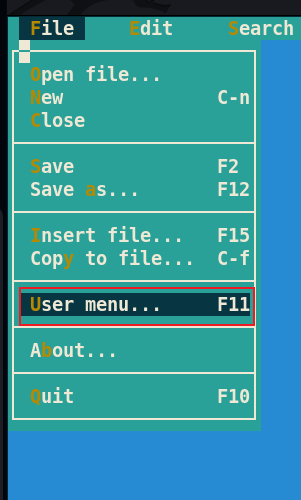 File Edit Search
Open file...
New C-n
Close
Save F2
Save as... F12
Insert file... F15
Copy to file... C-f
User menu... F11
About...
Quit F10